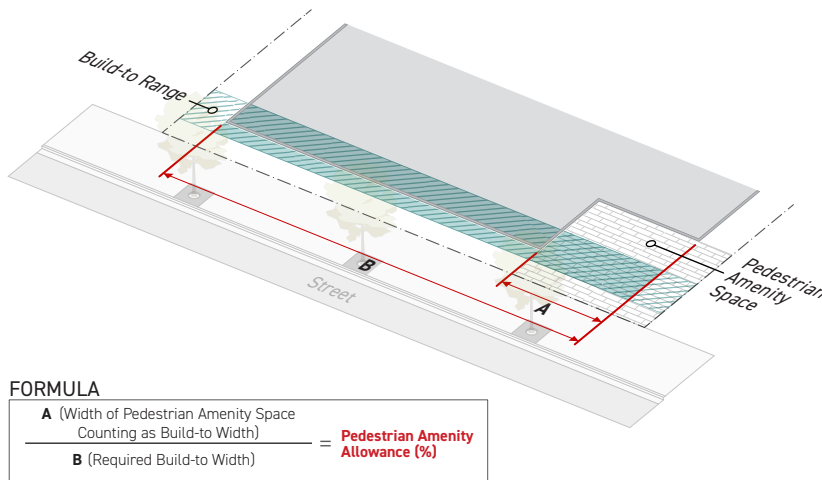 Build-to Range
B
A
Street
Pedestrian
Amenity
Space
FORMULA
A (Width of Pedestrian Amenity Space
Counting as Build-to Width)
B (Required Build-to Width)
= Pedestrian Amenity
Allowance (%)